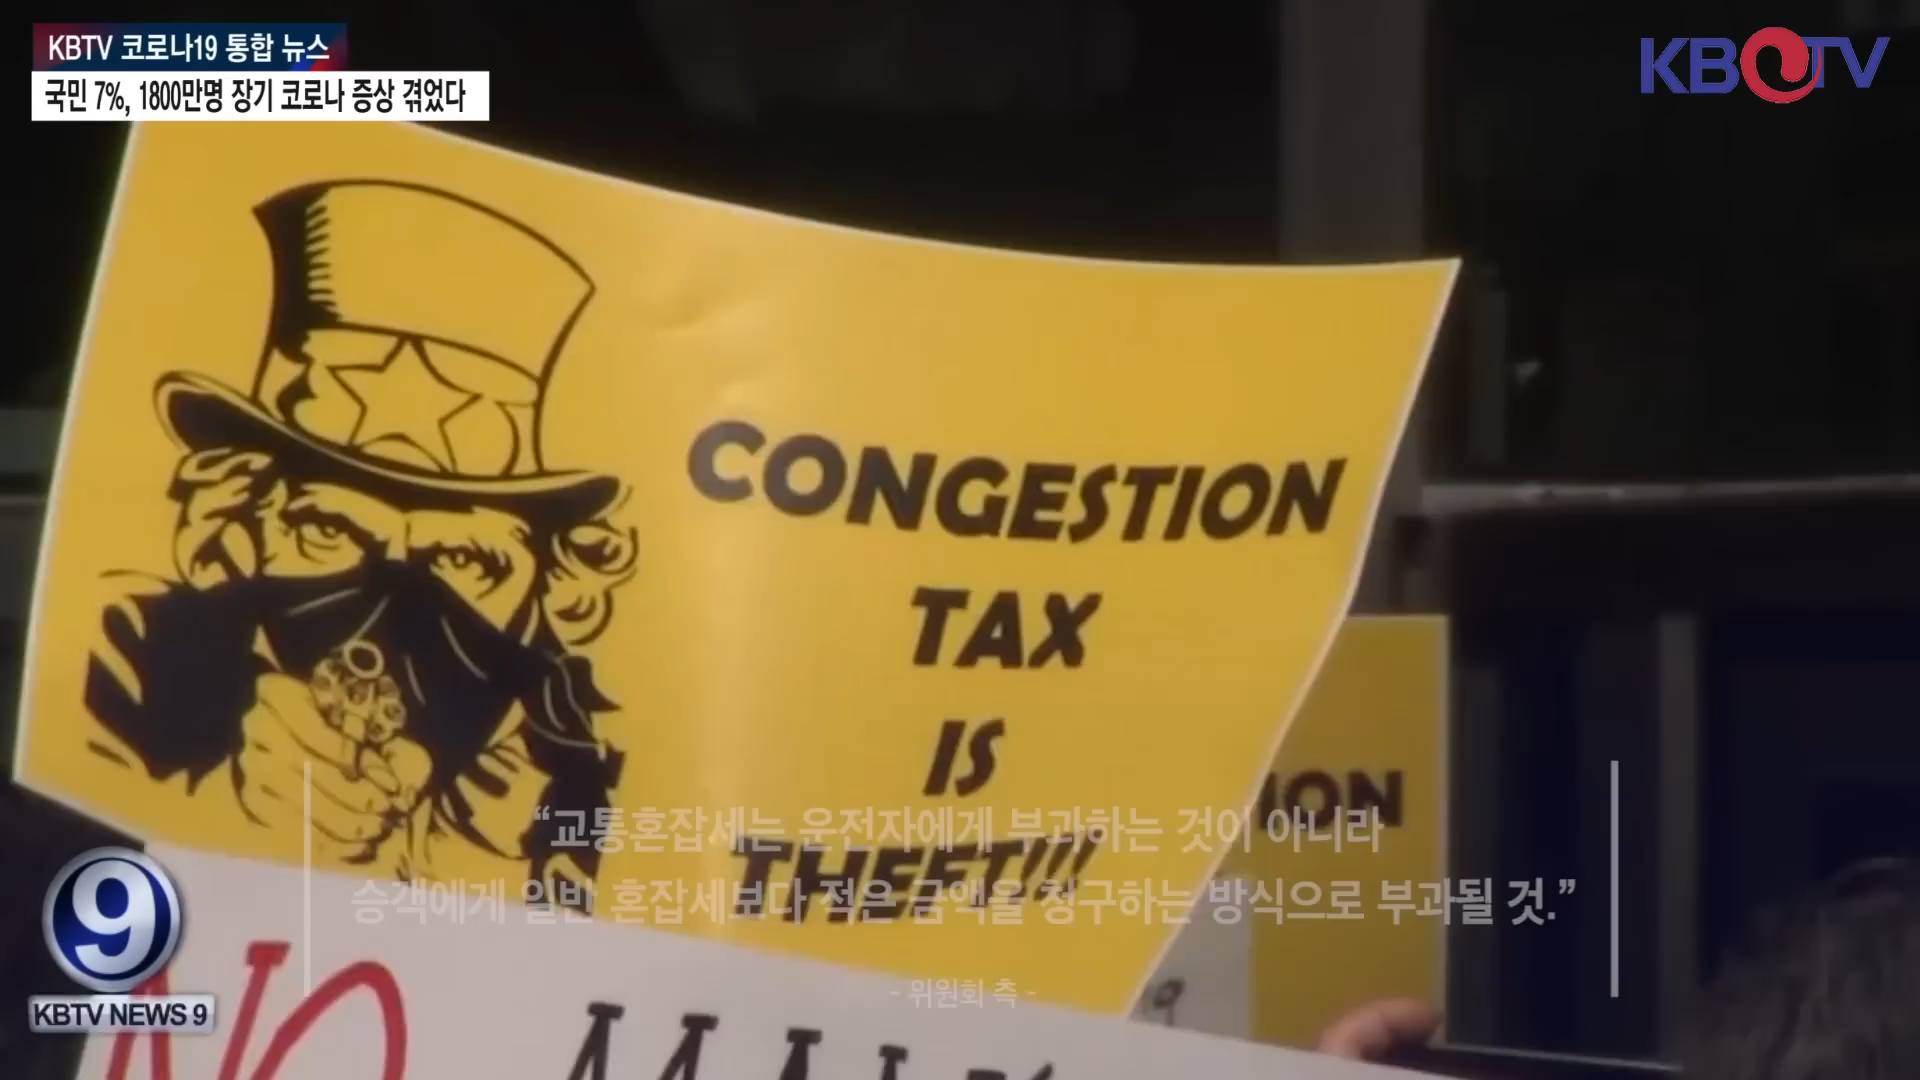 KBTV 코로나19 통합 뉴스
국민 7%, 1800만명 장기 코로나 증상 겪었다
KBTV
CONGESTION
TAX
IS
THEFT!!!
ION
“교통혼잡세는 운전자에게 부과하는 것이 아니라
승객에게 일반 혼잡세보다 적은 금액을 청구하는 방식으로 부과될 것.”
- 위원회 측 -
9
KBTV NEWS 9
NO